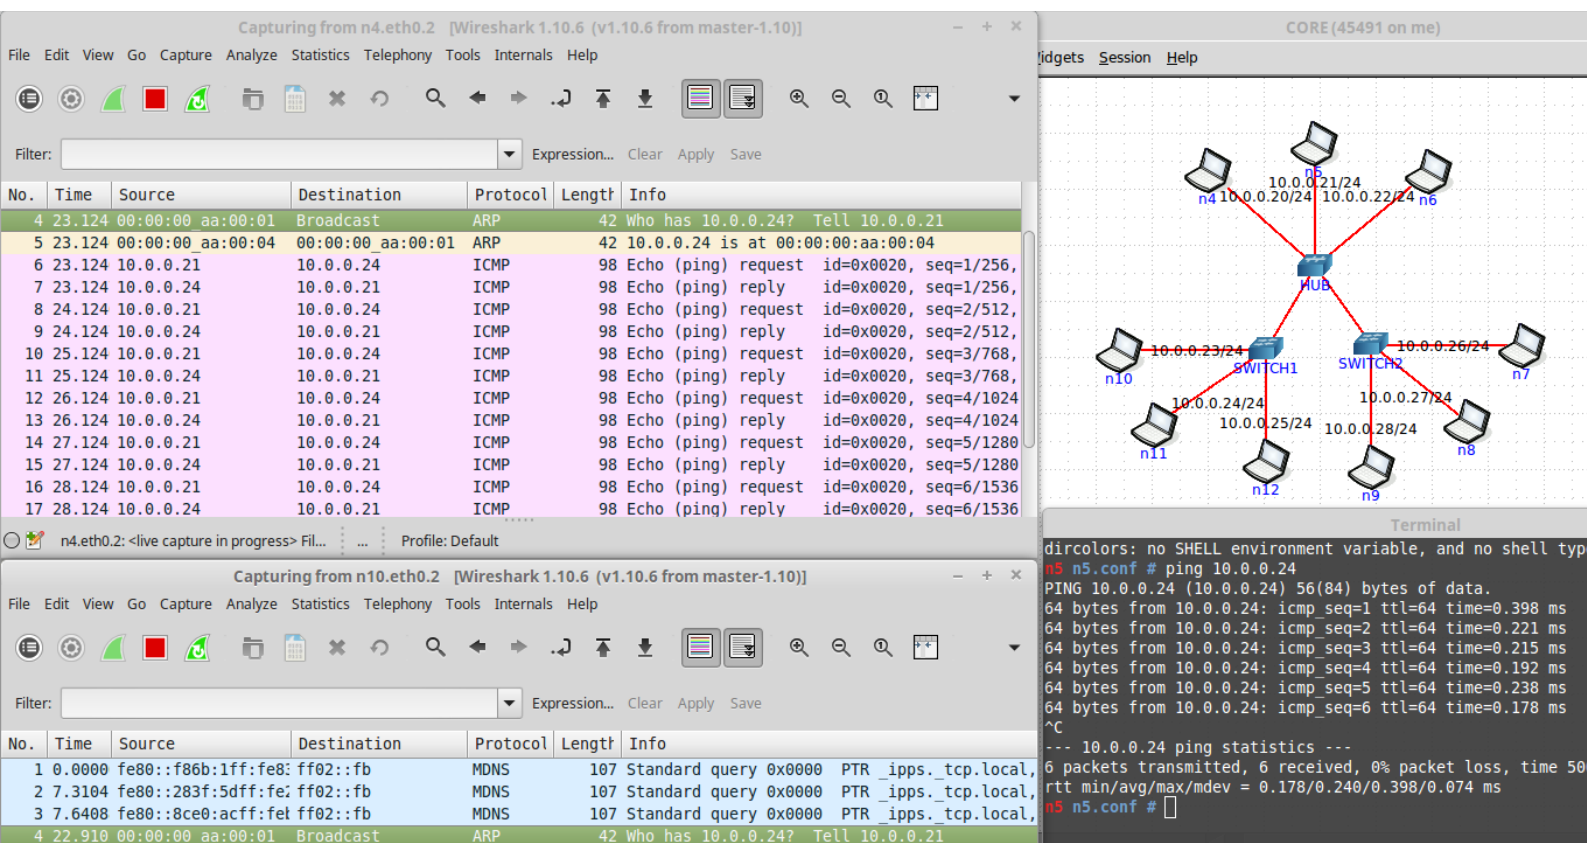 Capturing from n4.eth0.2   [Wireshark 1.10.6 (v1.10.6 from master-1.10)]
File Edit View Go Capture Analyze Statistics Telephony Tools Internals Help
Filter: Expression... Clear Apply Save
No. Time Source Destination Protocol Length Info
4 23.124 00:00:00_aa:00:01 Broadcast ARP 42 Who has 10.0.0.24? Tell 10.0.0.21
5 23.124 00:00:00_aa:00:04 00:00:00_aa:00:01 ARP 42 10.0.0.24 is at 00:00:00:aa:00:04
6 23.124 10.0.0.21 10.0.0.24 ICMP 98 Echo (ping) request id=0x0020, seq=1/256,
7 23.124 10.0.0.24 10.0.0.21 ICMP 98 Echo (ping) reply id=0x0020, seq=1/256,
8 24.124 10.0.0.21 10.0.0.24 ICMP 98 Echo (ping) request id=0x0020, seq=2/512,
9 24.124 10.0.0.24 10.0.0.21 ICMP 98 Echo (ping) reply id=0x0020, seq=2/512,
10 25.124 10.0.0.21 10.0.0.24 ICMP 98 Echo (ping) request id=0x0020, seq=3/768,
11 25.124 10.0.0.24 10.0.0.21 ICMP 98 Echo (ping) reply id=0x0020, seq=3/768,
12 26.124 10.0.0.21 10.0.0.24 ICMP 98 Echo (ping) request id=0x0020, seq=4/1024
13 26.124 10.0.0.24 10.0.0.21 ICMP 98 Echo (ping) reply id=0x0020, seq=4/1024
14 27.124 10.0.0.21 10.0.0.24 ICMP 98 Echo (ping) request id=0x0020, seq=5/1280
15 27.124 10.0.0.24 10.0.0.21 ICMP 98 Echo (ping) reply id=0x0020, seq=5/1280
16 28.124 10.0.0.21 10.0.0.24 ICMP 98 Echo (ping) request id=0x0020, seq=6/1536
17 28.124 10.0.0.24 10.0.0.21 ICMP 98 Echo (ping) reply id=0x0020, seq=6/1536
n4.eth0.2: <live capture in progress> Fil... ... Profile: Default
Capturing from n10.eth0.2   [Wireshark 1.10.6 (v1.10.6 from master-1.10)]
File Edit View Go Capture Analyze Statistics Telephony Tools Internals Help
Filter: Expression... Clear Apply Save
No. Time Source Destination Protocol Length Info
1 0.0000 fe80::f86b:1ff:fe83 ff02::fb MDNS 107 Standard query 0x0000 PTR _ipps._tcp.local,
2 7.3104 fe80::283f:5dff:fe2 ff02::fb MDNS 107 Standard query 0x0000 PTR _ipps._tcp.local,
3 7.6408 fe80::8ce0:acff:fe ff02::fb MDNS 107 Standard query 0x0000 PTR _ipps._tcp.local,
4 22.910 00:00:00_aa:00:01 Broadcast ARP 42 Who has 10.0.0.24? Tell 10.0.0.21
CORE (45491 on me)
idgets Session Help
n5
10.0.0.21/24
n4 10.0.0.20/24 10.0.0.22/24 n6
HUB
10.0.0.23/24 10.0.0.26/24
n10 SWITCH1 SWITCH2 n7
10.0.0.24/24 10.0.0.27/24
10.0.0.25/24 10.0.0.28/24
n11 n8
n12 n9
Terminal
dircolors: no SHELL environment variable, and no shell typ
n5 n5.conf # ping 10.0.0.24
PING 10.0.0.24 (10.0.0.24) 56(84) bytes of data.
64 bytes from 10.0.0.24: icmp_seq=1 ttl=64 time=0.398 ms
64 bytes from 10.0.0.24: icmp_seq=2 ttl=64 time=0.221 ms
64 bytes from 10.0.0.24: icmp_seq=3 ttl=64 time=0.215 ms
64 bytes from 10.0.0.24: icmp_seq=4 ttl=64 time=0.192 ms
64 bytes from 10.0.0.24: icmp_seq=5 ttl=64 time=0.238 ms
64 bytes from 10.0.0.24: icmp_seq=6 ttl=64 time=0.178 ms
^C
--- 10.0.0.24 ping statistics ---
6 packets transmitted, 6 received, 0% packet loss, time 50
rtt min/avg/max/mdev = 0.178/0.240/0.398/0.074 ms
n5 n5.conf #